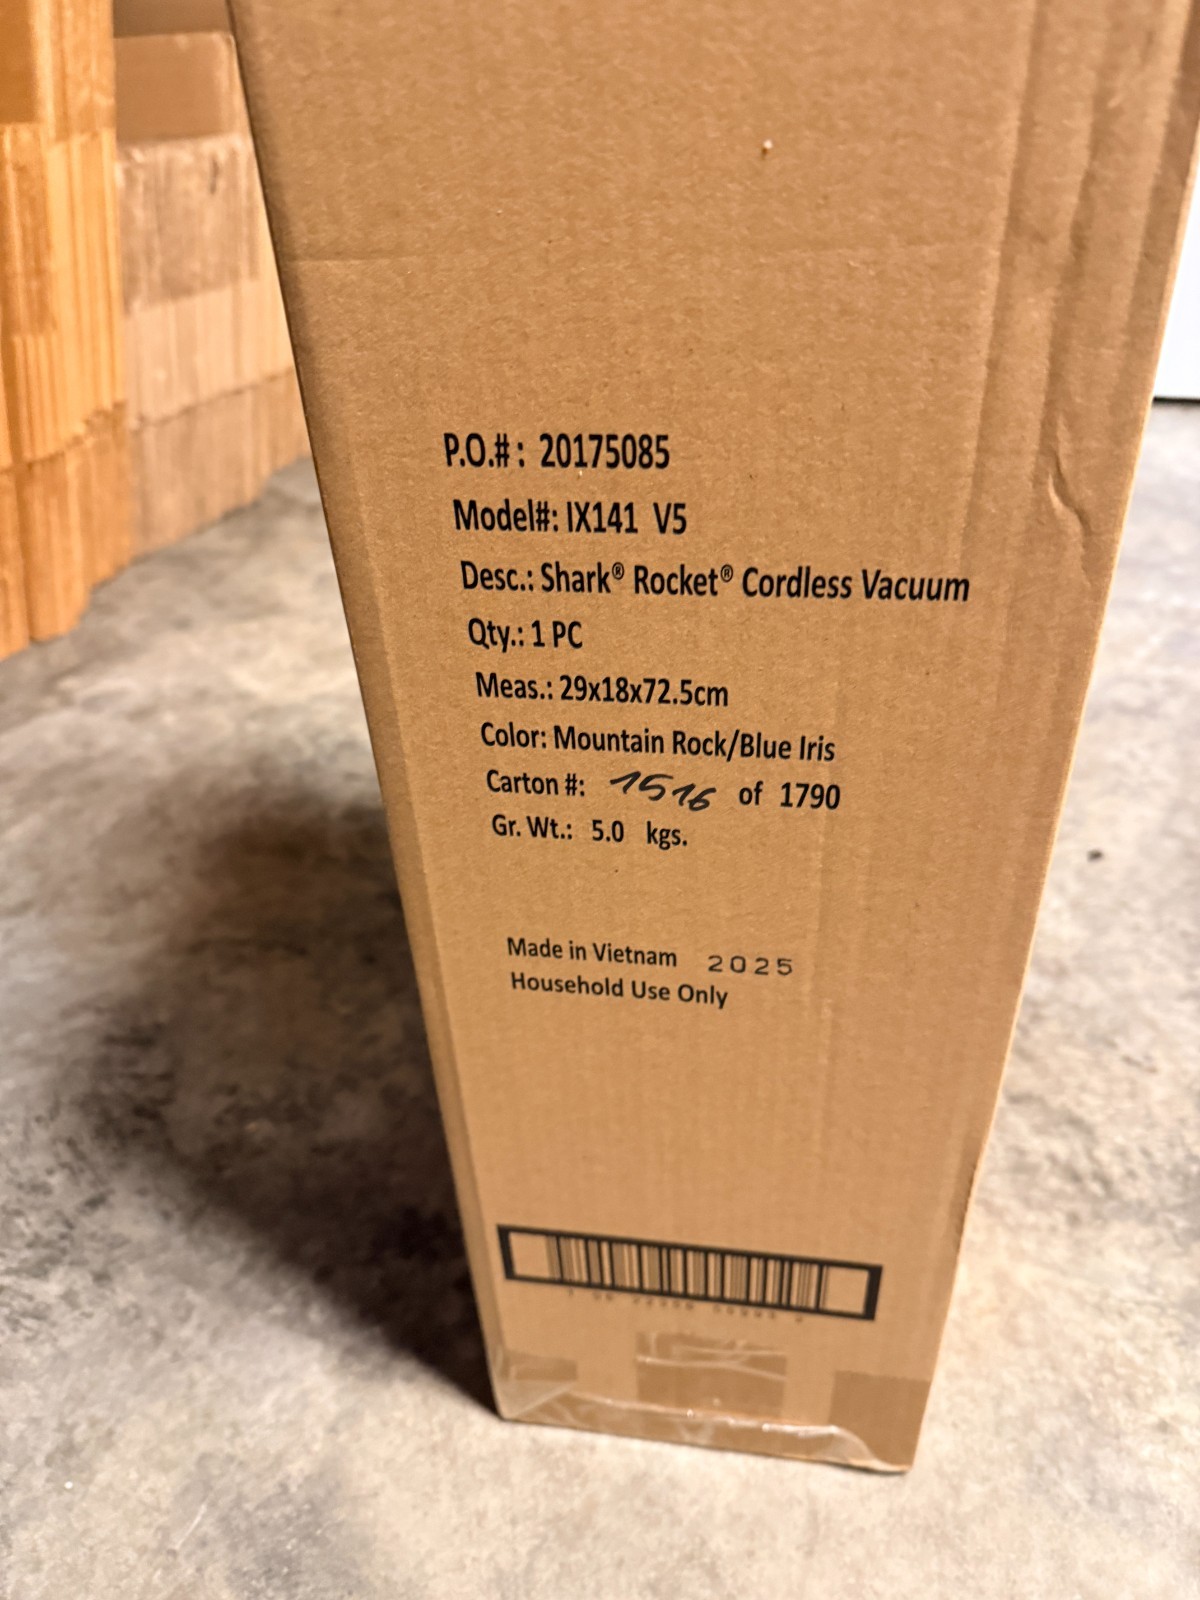 P.O.#: 20175085
Model#: IX141 V5
Desc.: Shark® Rocket® Cordless Vacuum
Qty.: 1 PC
Meas.: 29x18x72.5cm
Color: Mountain Rock/Blue Iris
Carton #: 1516 of 1790
Gr. Wt.: 5.0 kgs.
Made in Vietnam 2025
Household Use Only